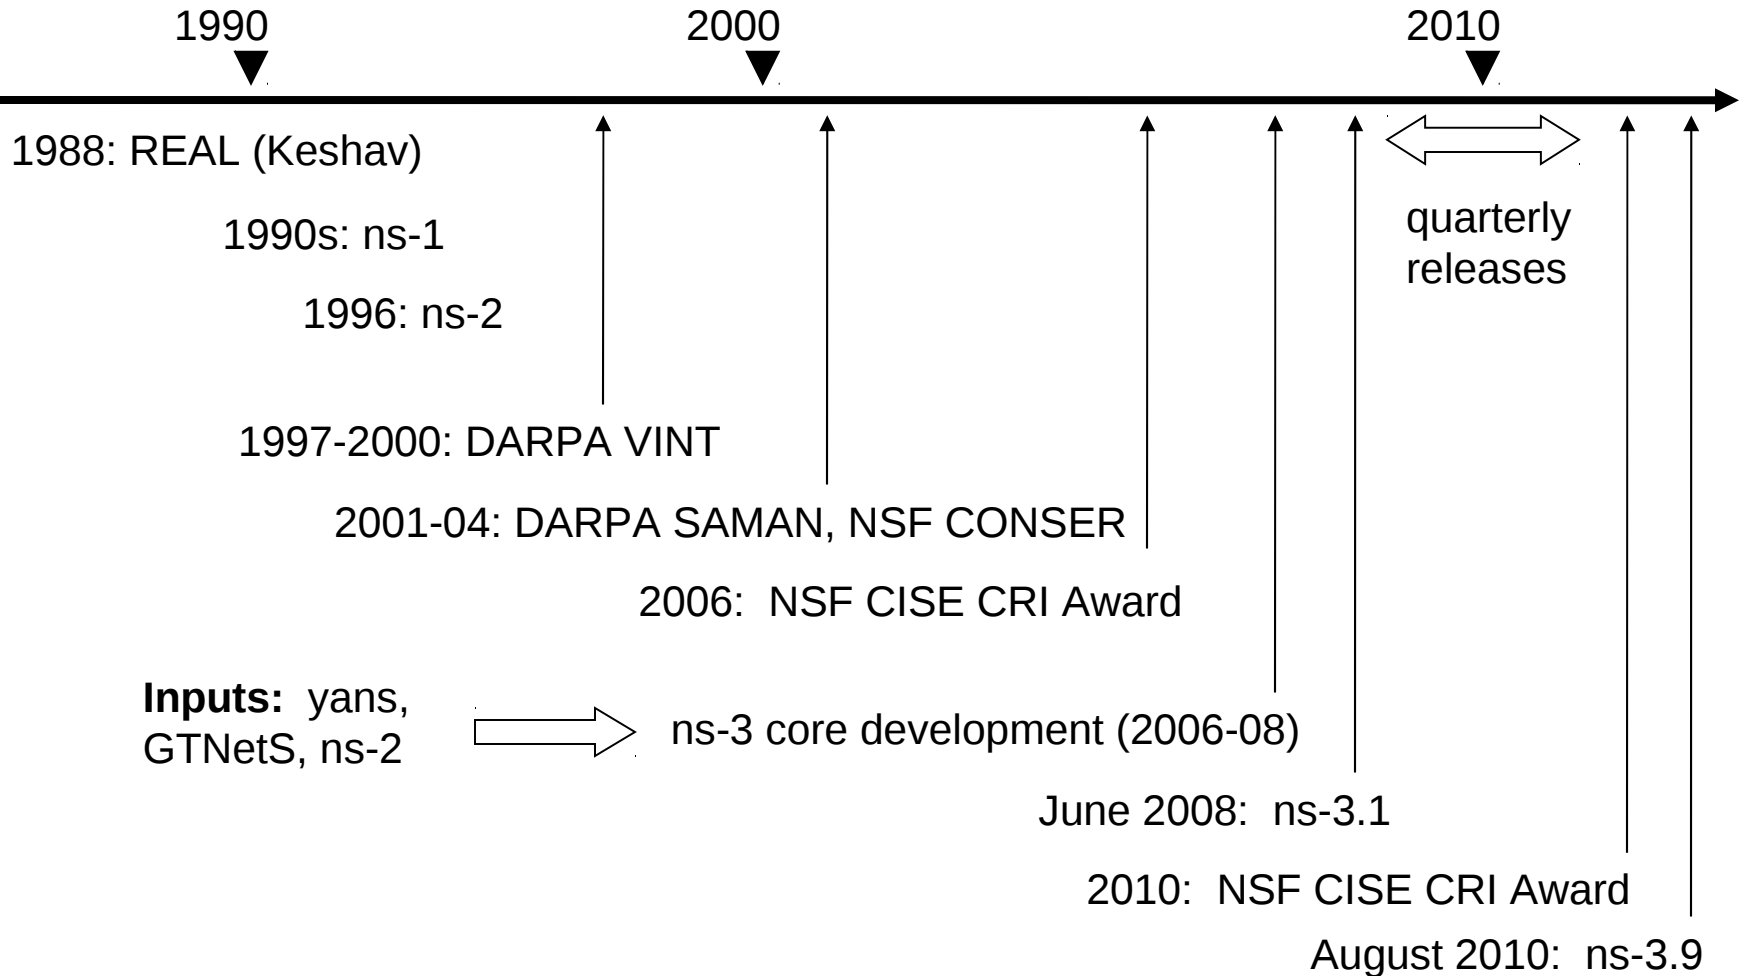 1990
2000
2010
1988: REAL (Keshav)
1990s: ns-1
quarterly
releases
1996: ns-2
1997-2000: DARPA VINT
2001-04: DARPA SAMAN, NSF CONSER
2006:  NSF CISE CRI Award
Inputs:  yans,
GTNetS, ns-2
ns-3 core development (2006-08)
June 2008:  ns-3.1
2010:  NSF CISE CRI Award
August 2010:  ns-3.9